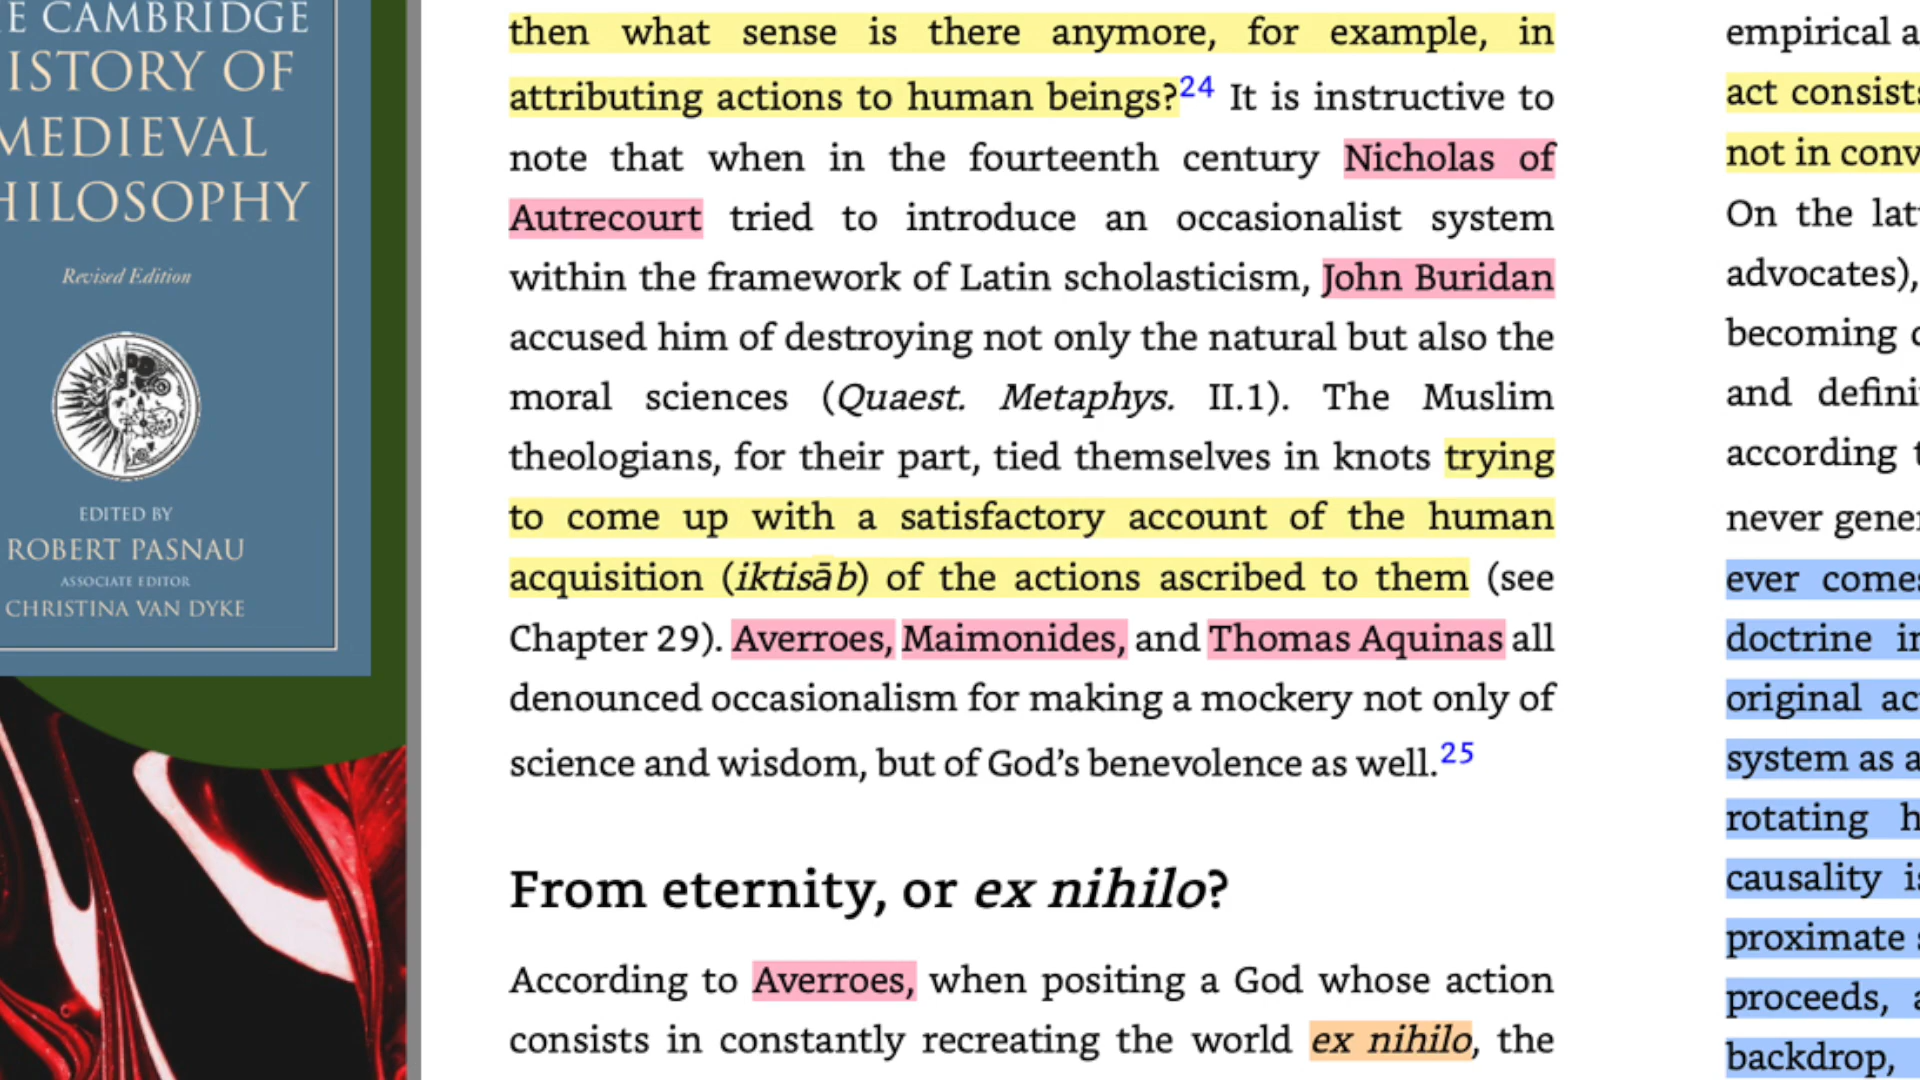 E CAMBRIDGE
ISTORY OF
MEDIEVAL
HILOSOPHY
Revised Edition
EDITED BY
ROBERT PASNAU
ASSOCIATE EDITOR
CHRISTINA VAN DYKE
then what sense is there anymore, for example, in
attributing actions to human beings?24 It is instructive to
note that when in the fourteenth century Nicholas of
Autrecourt tried to introduce an occasionalist system
within the framework of Latin scholasticism, John Buridan
accused him of destroying not only the natural but also the
moral sciences (Quaest. Metaphys. II.1). The Muslim
theologians, for their part, tied themselves in knots trying
to come up with a satisfactory account of the human
acquisition (iktisāb) of the actions ascribed to them (see
Chapter 29). Averroes, Maimonides, and Thomas Aquinas all
denounced occasionalism for making a mockery not only of
science and wisdom, but of God's benevolence as well.25
From eternity, or ex nihilo?
According to Averroes, when positing a God whose action
consists in constantly recreating the world ex nihilo, the
empirical a
act consists
not in conv
On the lat
advocates),
becoming
and defini
according t
never gene
ever comes
doctrine in
original ac
system as a
rotating h
causality is
proximate s
proceeds, a
backdrop,